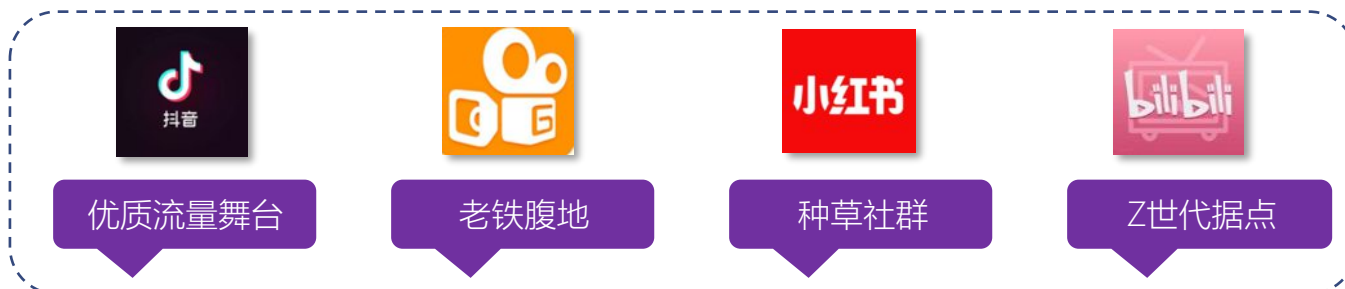 抖音
小红书
bilibili
优质流量舞台
老铁腹地
种草社群
Z世代据点